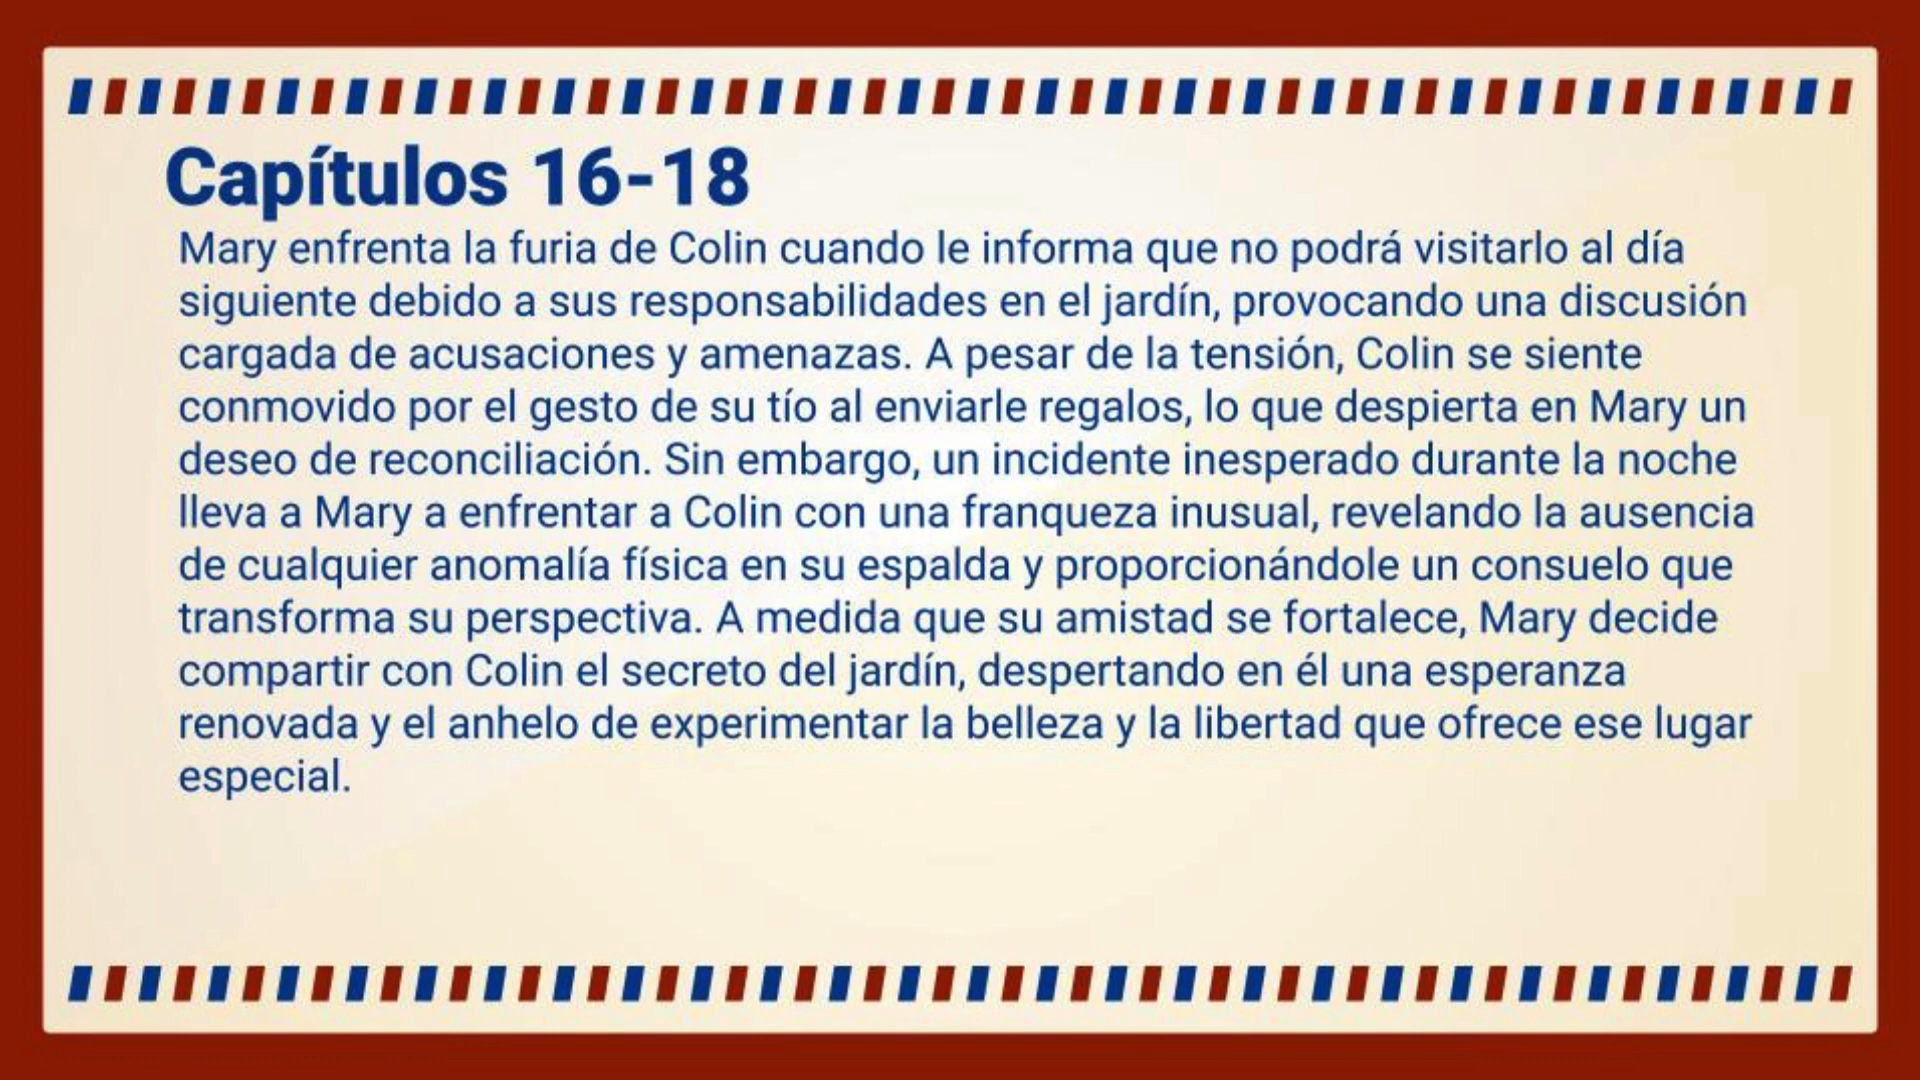 Capítulos 16-18
Mary enfrenta la furia de Colin cuando le informa que no podrá visitarlo al día
siguiente debido a sus responsabilidades en el jardín, provocando una discusión
cargada de acusaciones y amenazas. A pesar de la tensión, Colin se siente
conmovido por el gesto de su tío al enviarle regalos, lo que despierta en Mary un
deseo de reconciliación. Sin embargo, un incidente inesperado durante la noche
lleva a Mary a enfrentar a Colin con una franqueza inusual, revelando la ausencia
de cualquier anomalía física en su espalda y proporcionándole un consuelo que
transforma su perspectiva. A medida que su amistad se fortalece, Mary decide
compartir con Colin el secreto del jardín, despertando en él una esperanza
renovada y el anhelo de experimentar la belleza y la libertad que ofrece ese lugar
especial.